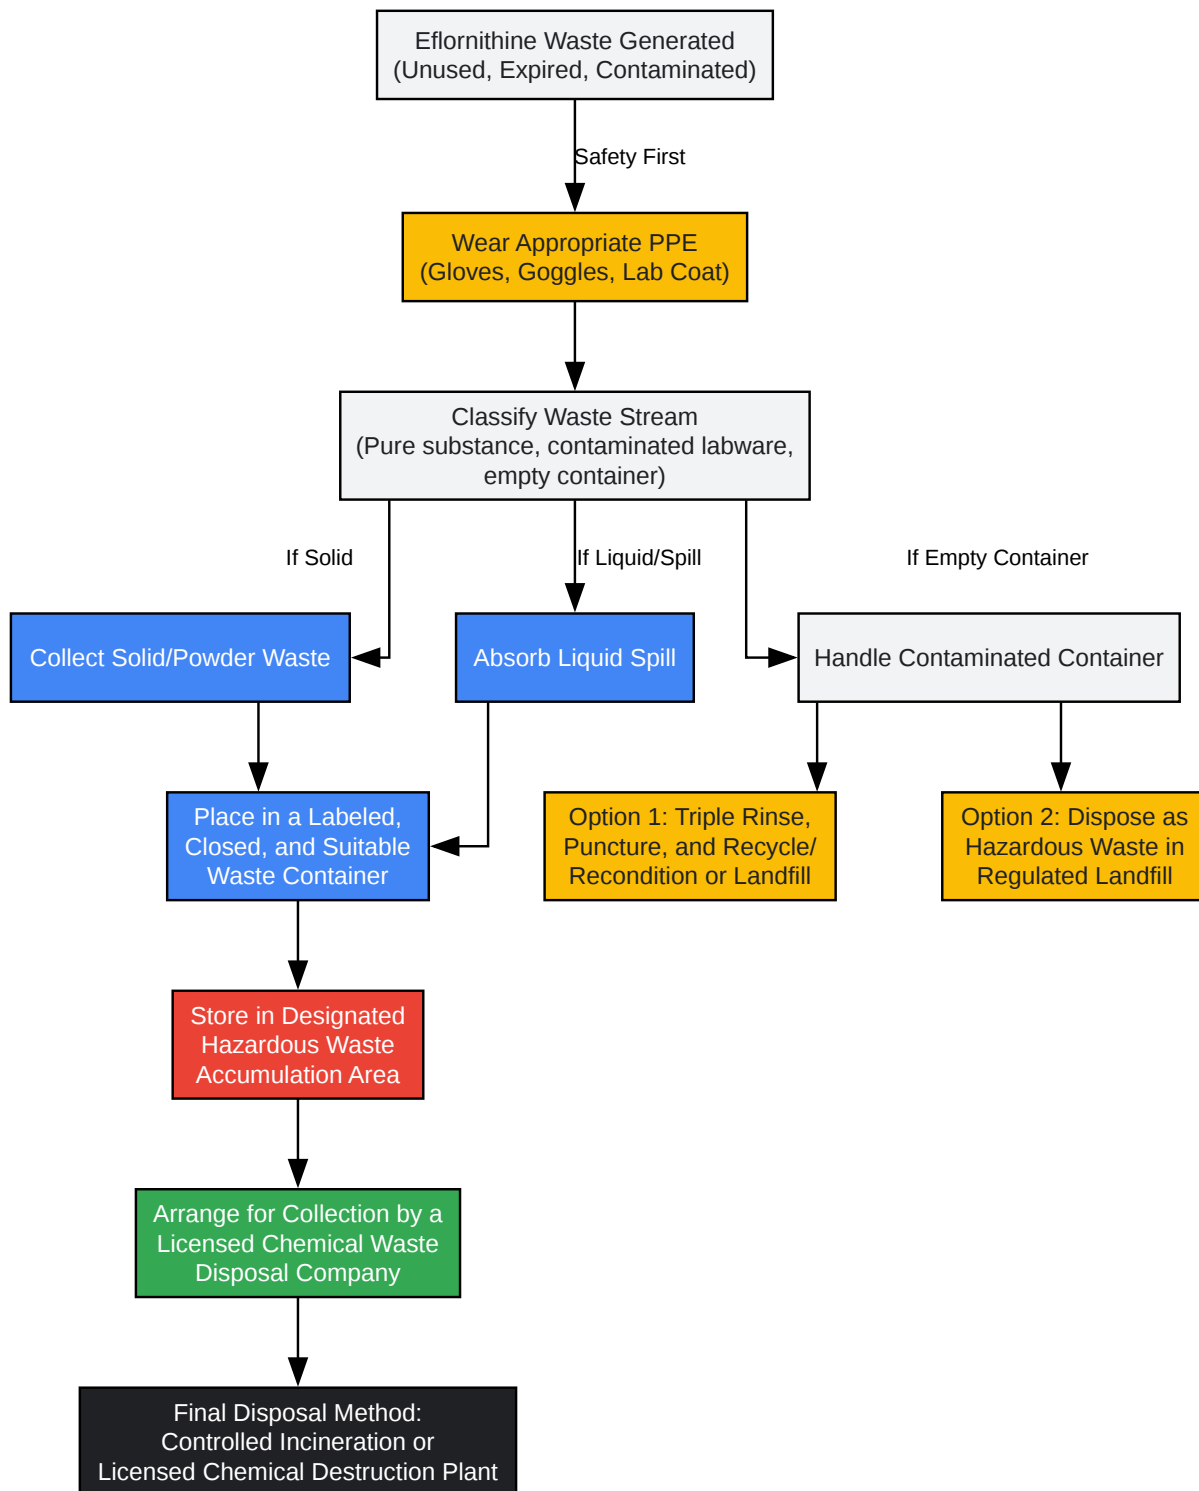 Eflornithine Waste Generated
(Unused, Expired, Contaminated)
Safety First
Wear Appropriate PPE
(Gloves, Goggles, Lab Coat)
Classify Waste Stream
(Pure substance, contaminated labware,
empty container)
If Solid
If Liquid/Spill
If Empty Container
Collect Solid/Powder Waste
Absorb Liquid Spill
Handle Contaminated Container
Place in a Labeled,
Closed, and Suitable
Waste Container
Option 1: Triple Rinse,
Puncture, and Recycle/
Recondition or Landfill
Option 2: Dispose as
Hazardous Waste in
Regulated Landfill
Store in Designated
Hazardous Waste
Accumulation Area
Arrange for Collection by a
Licensed Chemical Waste
Disposal Company
Final Disposal Method:
Controlled Incineration or
Licensed Chemical Destruction Plant